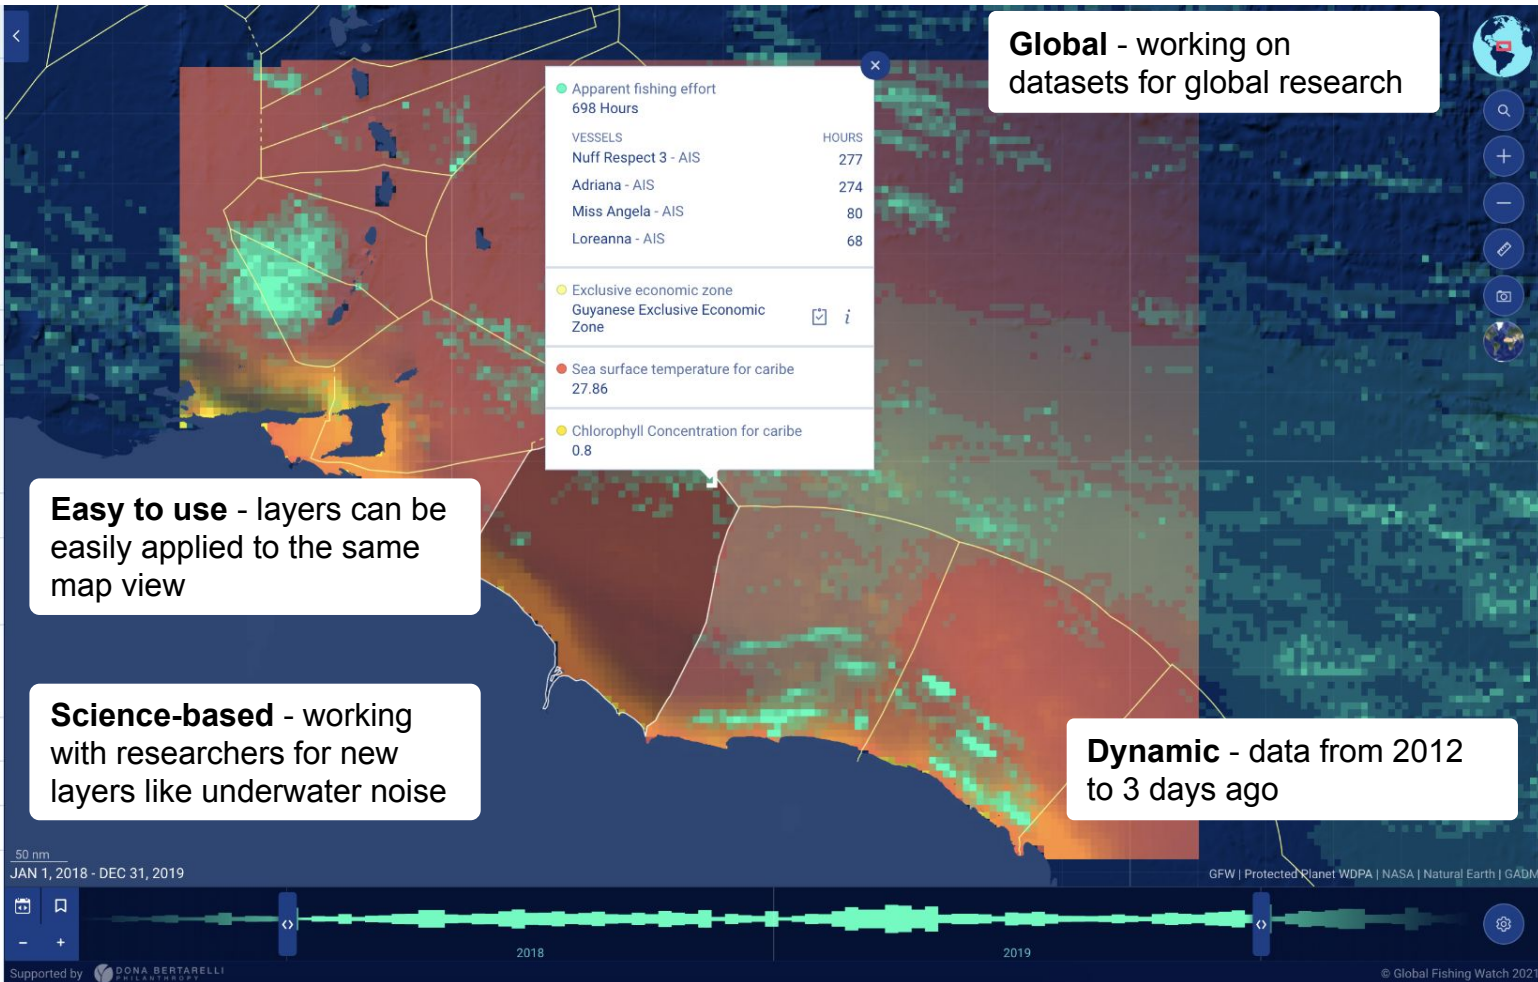 Global - working on
datasets for global research
Apparent fishing effort
698 Hours
VESSELS HOURS
Nuff Respect 3 - AIS 277
Adriana - AIS 274
Miss Angela - AIS 80
Loreanna - AIS 68
Exclusive economic zone
Guyanese Exclusive Economic
Zone
i
Sea surface temperature for caribe
27.86
Chlorophyll Concentration for caribe
0.8
Easy to use - layers can be
easily applied to the same
map view
Science-based - working
with researchers for new
layers like underwater noise
Dynamic - data from 2012
to 3 days ago
50 nm
JAN 1, 2018 - DEC 31, 2019
GFW | Protected Planet WDPA | NASA | Natural Earth | GADM
2018 2019
Supported by DONA BERTARELLI
PHILANTHROPY
© Global Fishing Watch 2021